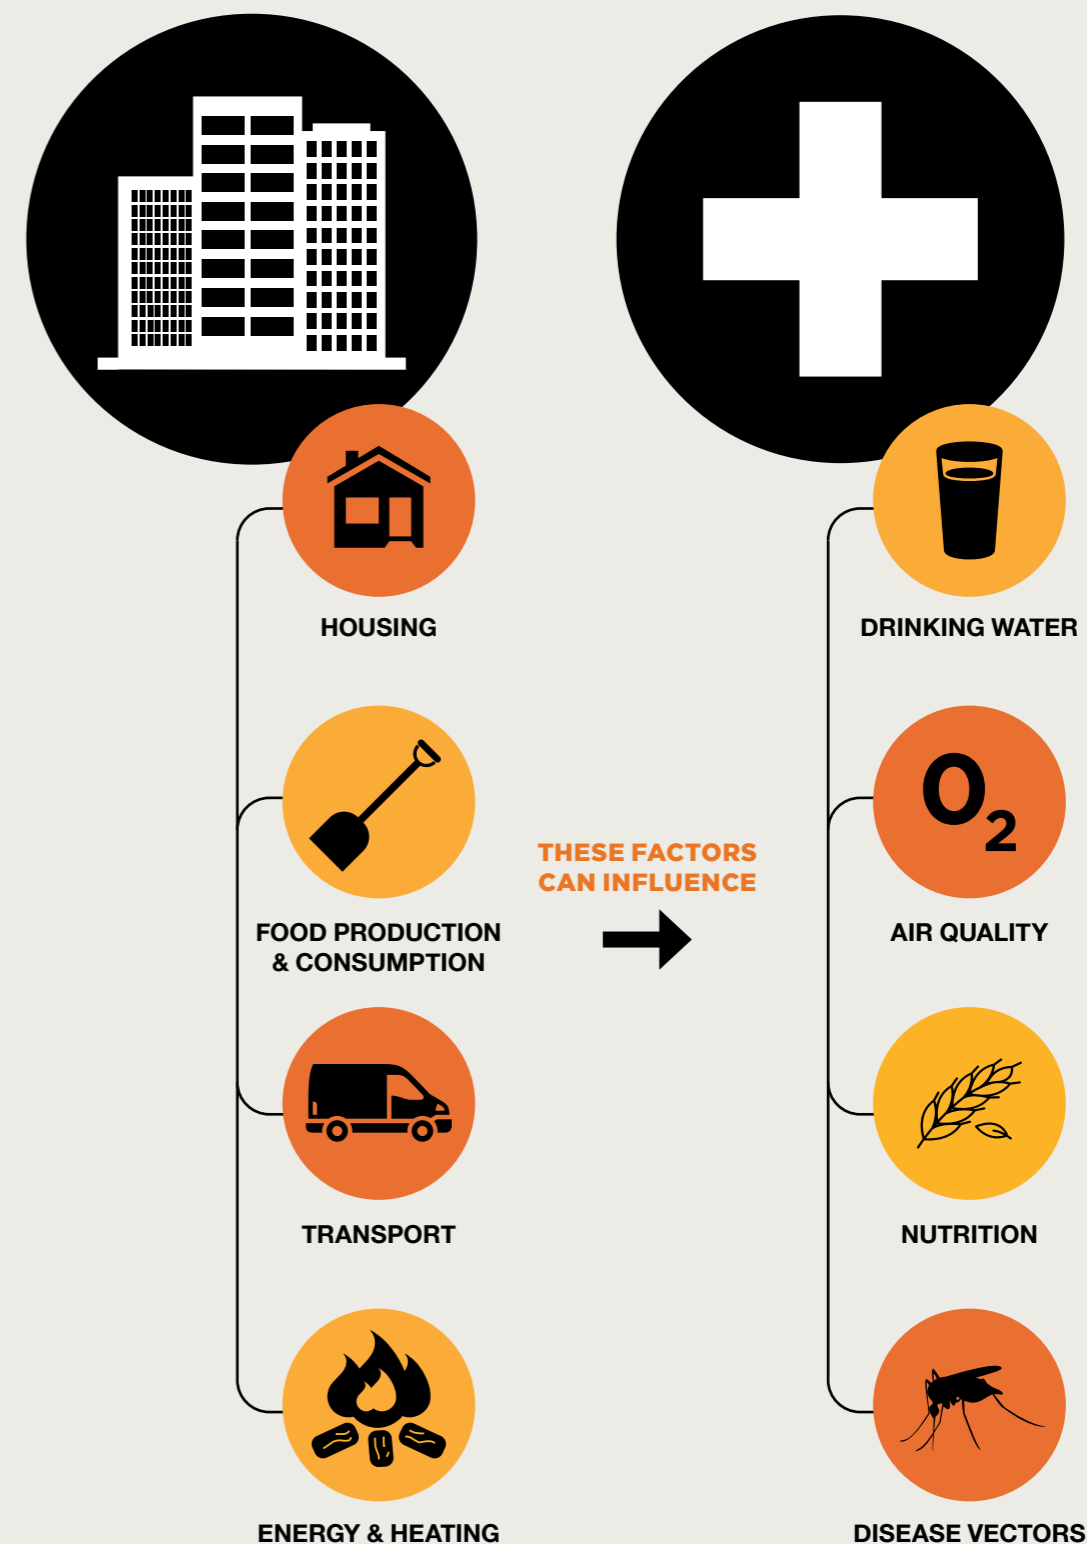 HOUSING
FOOD PRODUCTION
& CONSUMPTION
TRANSPORT
ENERGY & HEATING
THESE FACTORS
CAN INFLUENCE
DRINKING WATER
O2
AIR QUALITY
NUTRITION
DISEASE VECTORS